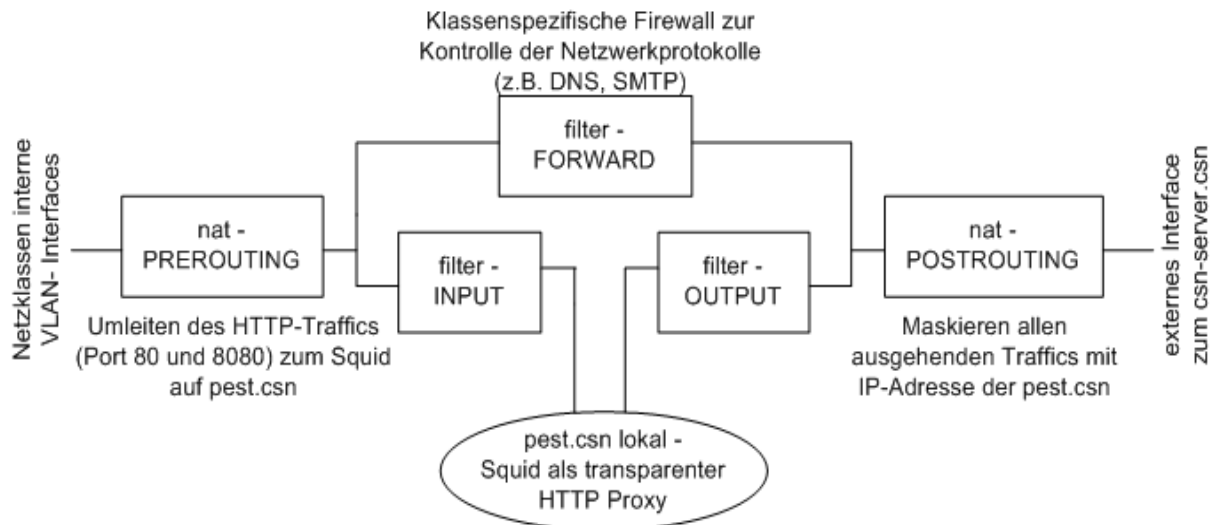 Klassenspezifische Firewall zur
Kontrolle der Netzwerkprotokolle
(z.B. DNS, SMTP)
filter -
FORWARD
Netzklassen interne
VLAN- Interfaces
nat -
PREROUTING
filter -
INPUT
filter -
OUTPUT
nat -
POSTROUTING
externes Interface
zum csn-server.csn
Umleiten des HTTP-Traffics
(Port 80 und 8080) zum Squid
auf pest.csn
Maskieren allen
ausgehenden Traffics mit
IP-Adresse der pest.csn
pest.csn lokal -
Squid als transparenter
HTTP Proxy